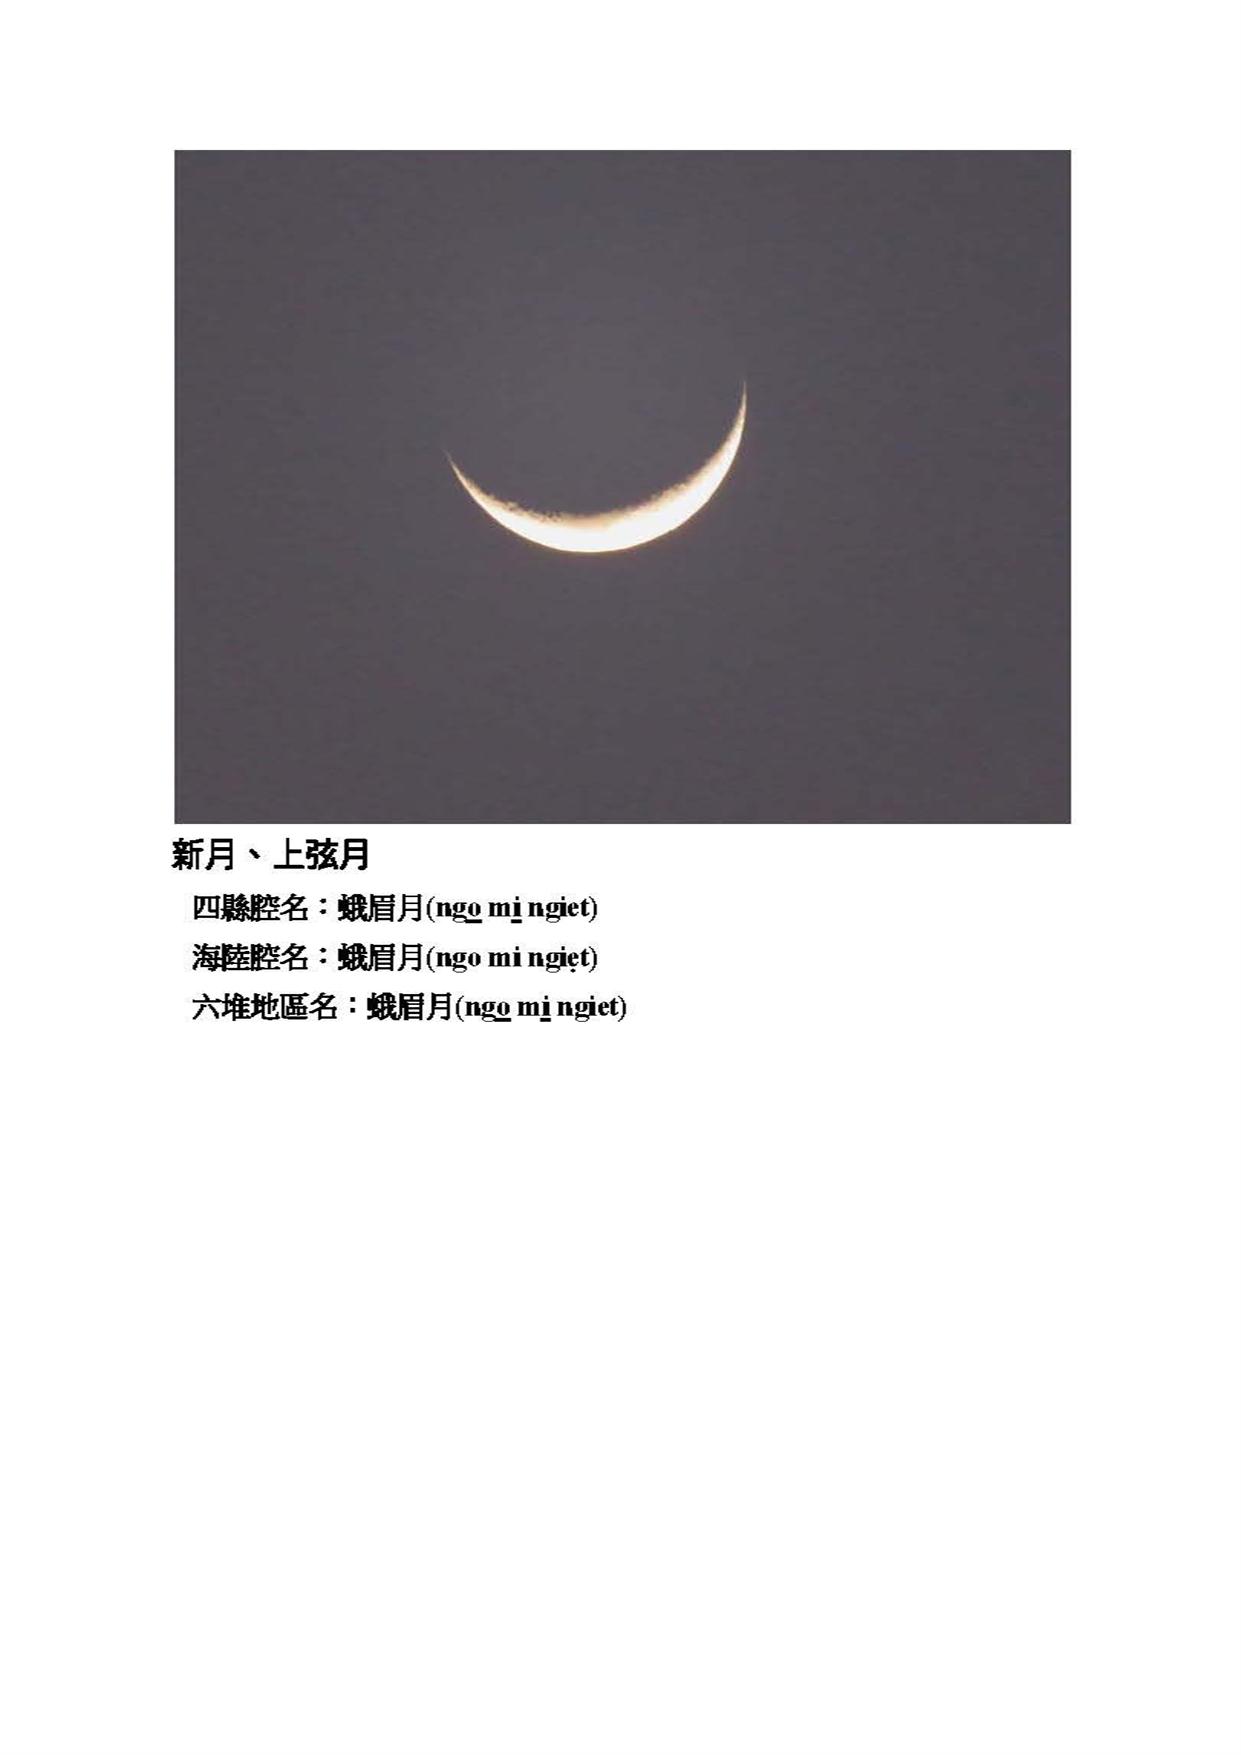 新月、上弦月
四縣腔名：蛾眉月(ngo̲ mi̲ ngiet)
海陸腔名：蛾眉月(ngo mi ngiẹt)
六堆地區名：蛾眉月(ngo̲ mi̲ ngiet)